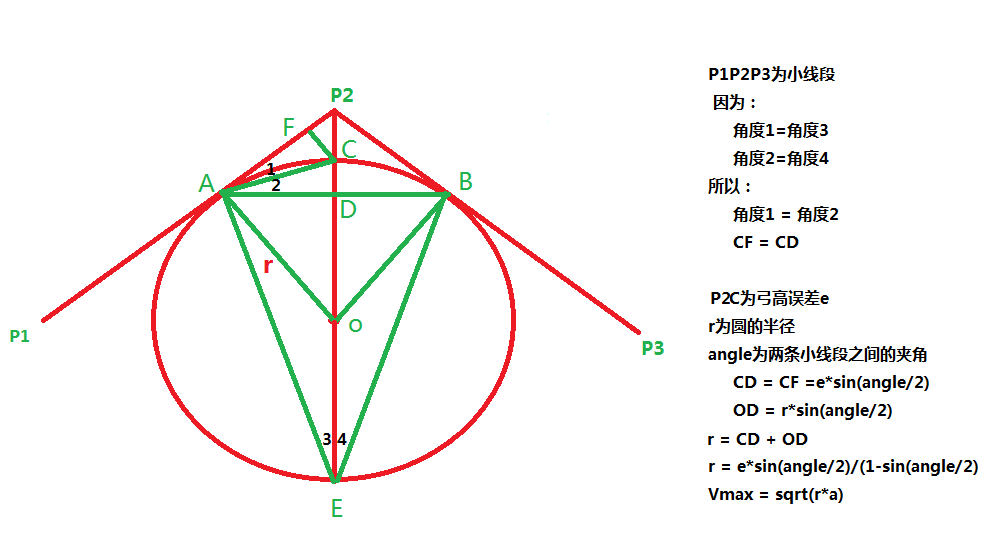 P2
F
C
1
2
A
B
D
r
O
P1
P3
3 4
E
P1P2P3为小线段
因为：
角度1=角度3
角度2=角度4
所以：
角度1 = 角度2
CF = CD
P2C为弓高误差e
r为圆的半径
angle为两条小线段之间的夹角
CD = CF =e*sin(angle/2)
OD = r*sin(angle/2)
r = CD + OD
r = e*sin(angle/2)/(1-sin(angle/2)
Vmax = sqrt(r*a)